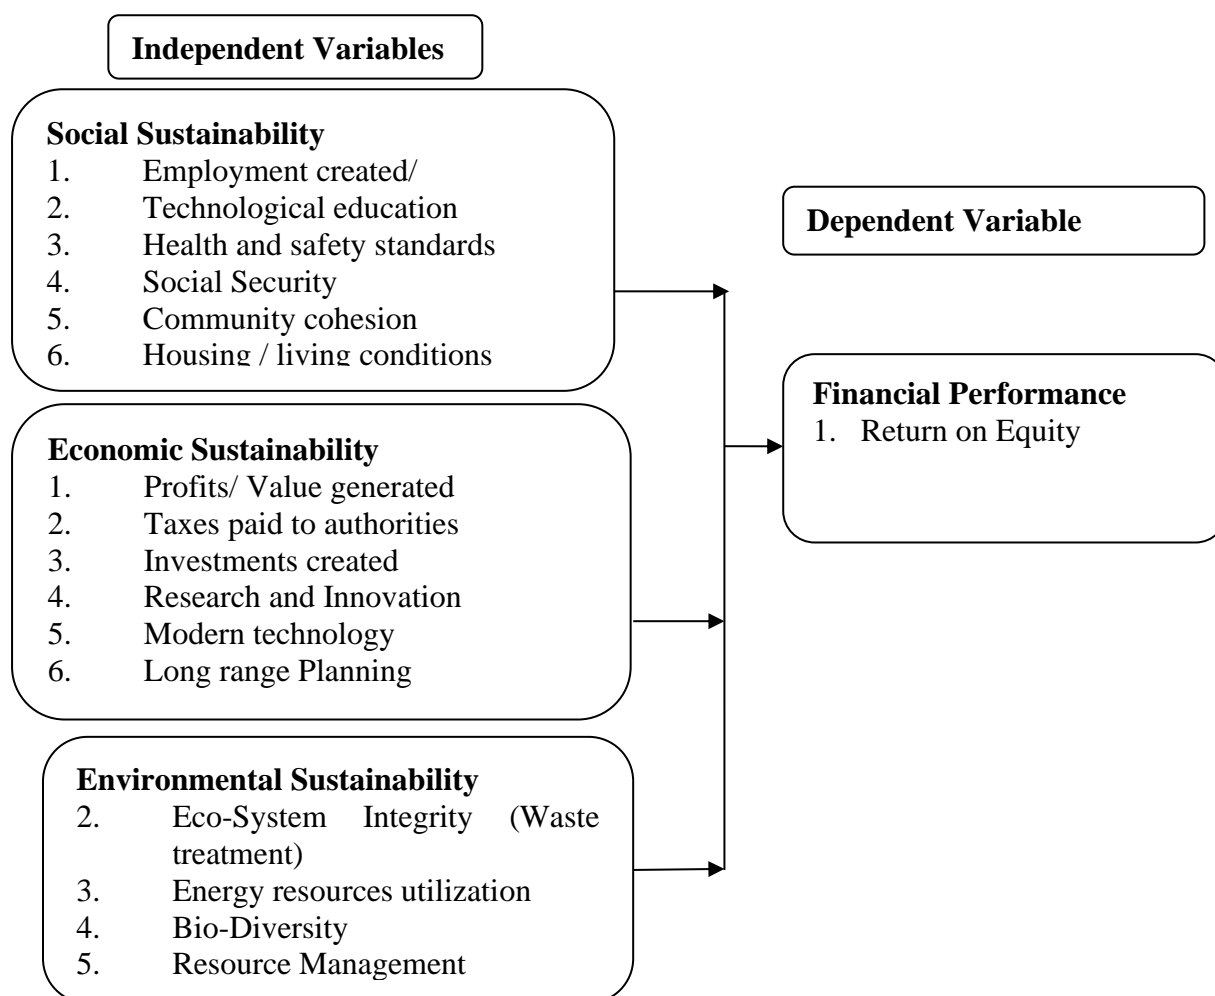 Independent Variables
Social Sustainability
1. Employment created/
2. Technological education
3. Health and safety standards
4. Social Security
5. Community cohesion
6. Housing / living conditions
Economic Sustainability
1. Profits/ Value generated
2. Taxes paid to authorities
3. Investments created
4. Research and Innovation
5. Modern technology
6. Long range Planning
Environmental Sustainability
2. Eco-System Integrity (Waste
treatment)
3. Energy resources utilization
4. Bio-Diversity
5. Resource Management
Dependent Variable
Financial Performance
1. Return on Equity